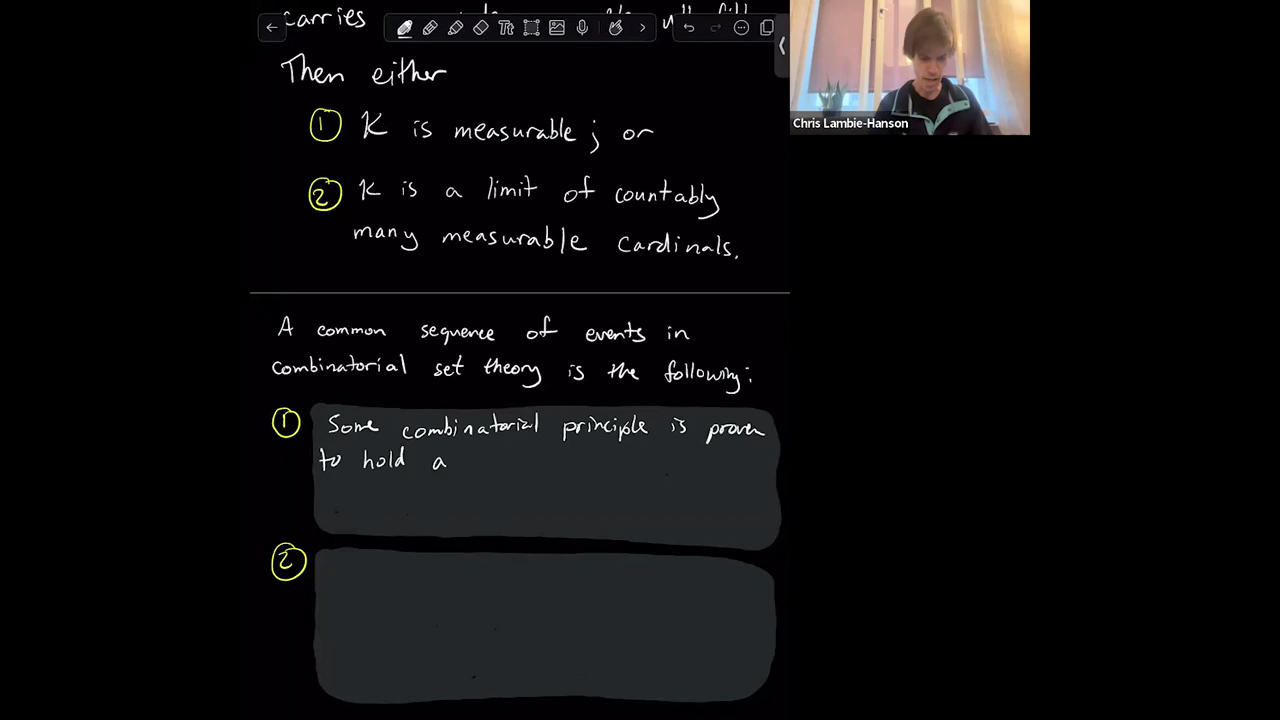 carries
Then either
① K is measurable ; or
② K is a limit of countably
many measurable cardinals.
A common sequence of events in
combinatorial set theory is the following:
① Some combinatorial principle is proven
to hold a
②
Chris Lambie-Hanson